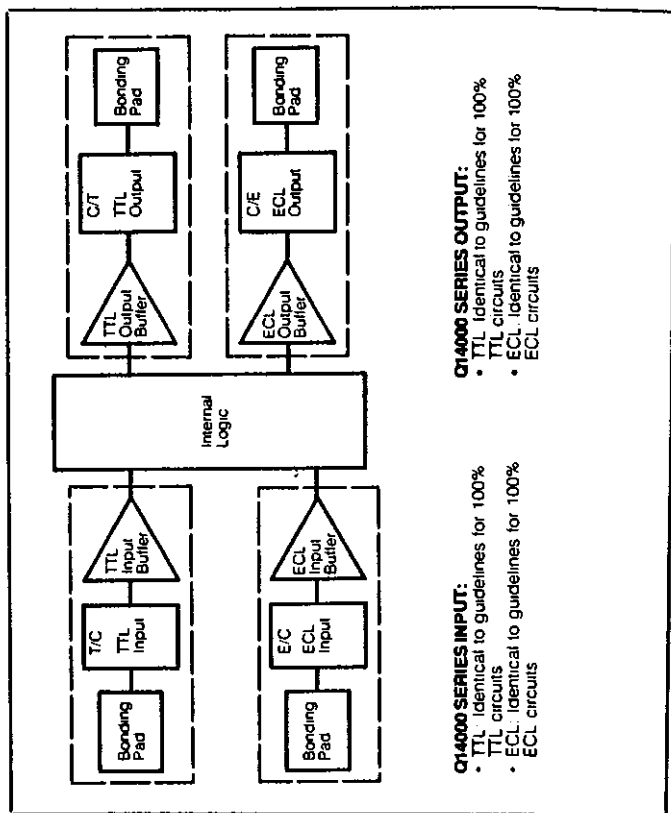 Bonding
Pad
T/C
TTL
Input
TTL
Input
Buffer
Internal
Logic
TTL
Output
Buffer
C/T
TTL
Output
Bonding
Pad
Bonding
Pad
E/C
ECL
Input
ECL
Input
Buffer
ECL
Output
Buffer
C/E
ECL
Output
Bonding
Pad
Q14000 SERIES INPUT:
• TTL: Identical to guidelines for 100%
TTL circuits
• ECL: Identical to guidelines for 100%
ECL circuits
Q14000 SERIES OUTPUT:
• TTL Identical to guidelines for 100%
TTL circuits
• ECL: Identical to guidelines for 100%
ECL circuits